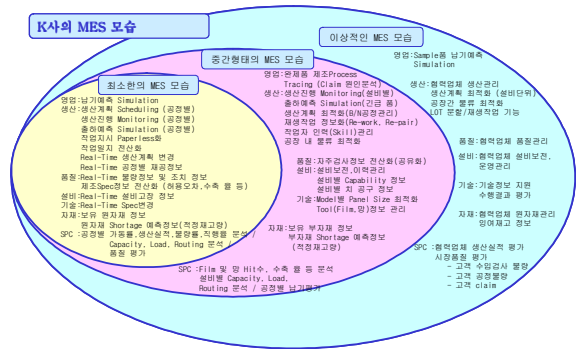 K사의 MES 모습
이상적인 MES 모습
영업:Sample품 납기예측
Simulation
생산:협력업체 생산관리
생산계획 최적화 (설비단위)
공장간 물류 최적화
LOT 분할/재생작업 기능
품질:협력업체 품질관리
설비:협력업체 설비보전,
운영관리
기술:기술정보 지원
수행결과 평가
자재:협력업체 원자재관리
잉여재고 정보
SPC :협력업체 생산실적 평가
시장품질 평가
- 고객 수입검사 불량
- 고객 공정불량
- 고객 claim
중간형태의 MES 모습
영업:완제품 제조Process
Tracing (Claim 원인분석)
생산:생산진행 Monitoring(설비별)
출하예측 Simulation(긴급 품)
생산계획 최적화(B/N공정관리)
재생작업 정보화(Re-work, Re-pair)
작업자 인력(Skill)관리
공장 내 물류 최적화
품질:자주검사정보 전산화(공유화)
설비:설비보전,이력관리
설비별 Capability 정보
설비별 치 공구 정보
기술:Model별 Panel Size 최적화
Tool(Film,망)정보 관리
자재:보유 부자재 정보
부자재 Shortage 예측정보
(적정재고량)
SPC :Film 및 망 Hit수, 수축 율 등 분석
설비별 Capacity, Load,
Routing 분석 / 공정별 납기평가
최소한의 MES 모습
영업:납기예측 Simulation
생산:생산계획 Scheduling (공정별)
생산진행 Monitoring (공정별)
출하예측 Simulation (공정별)
작업지시 Paperless화
작업일지 전산화
Real-Time 생산계획 변경
Real-Time 공정별 재공정보
품질:Real-Time 불량정보 및 조치 정보
제조Spec정보 전산화 (허용오차,수축 율 등)
설비:Real-Time 설비고장 정보
기술:Real-Time Spec변경
자재:보유 원자재 정보
원자재 Shortage 예측정보(적정재고량)
SPC :공정별 가동률,생산실적,불량률,직행률 분석 /
Capacity, Load, Routing 분석 /
품질 평가